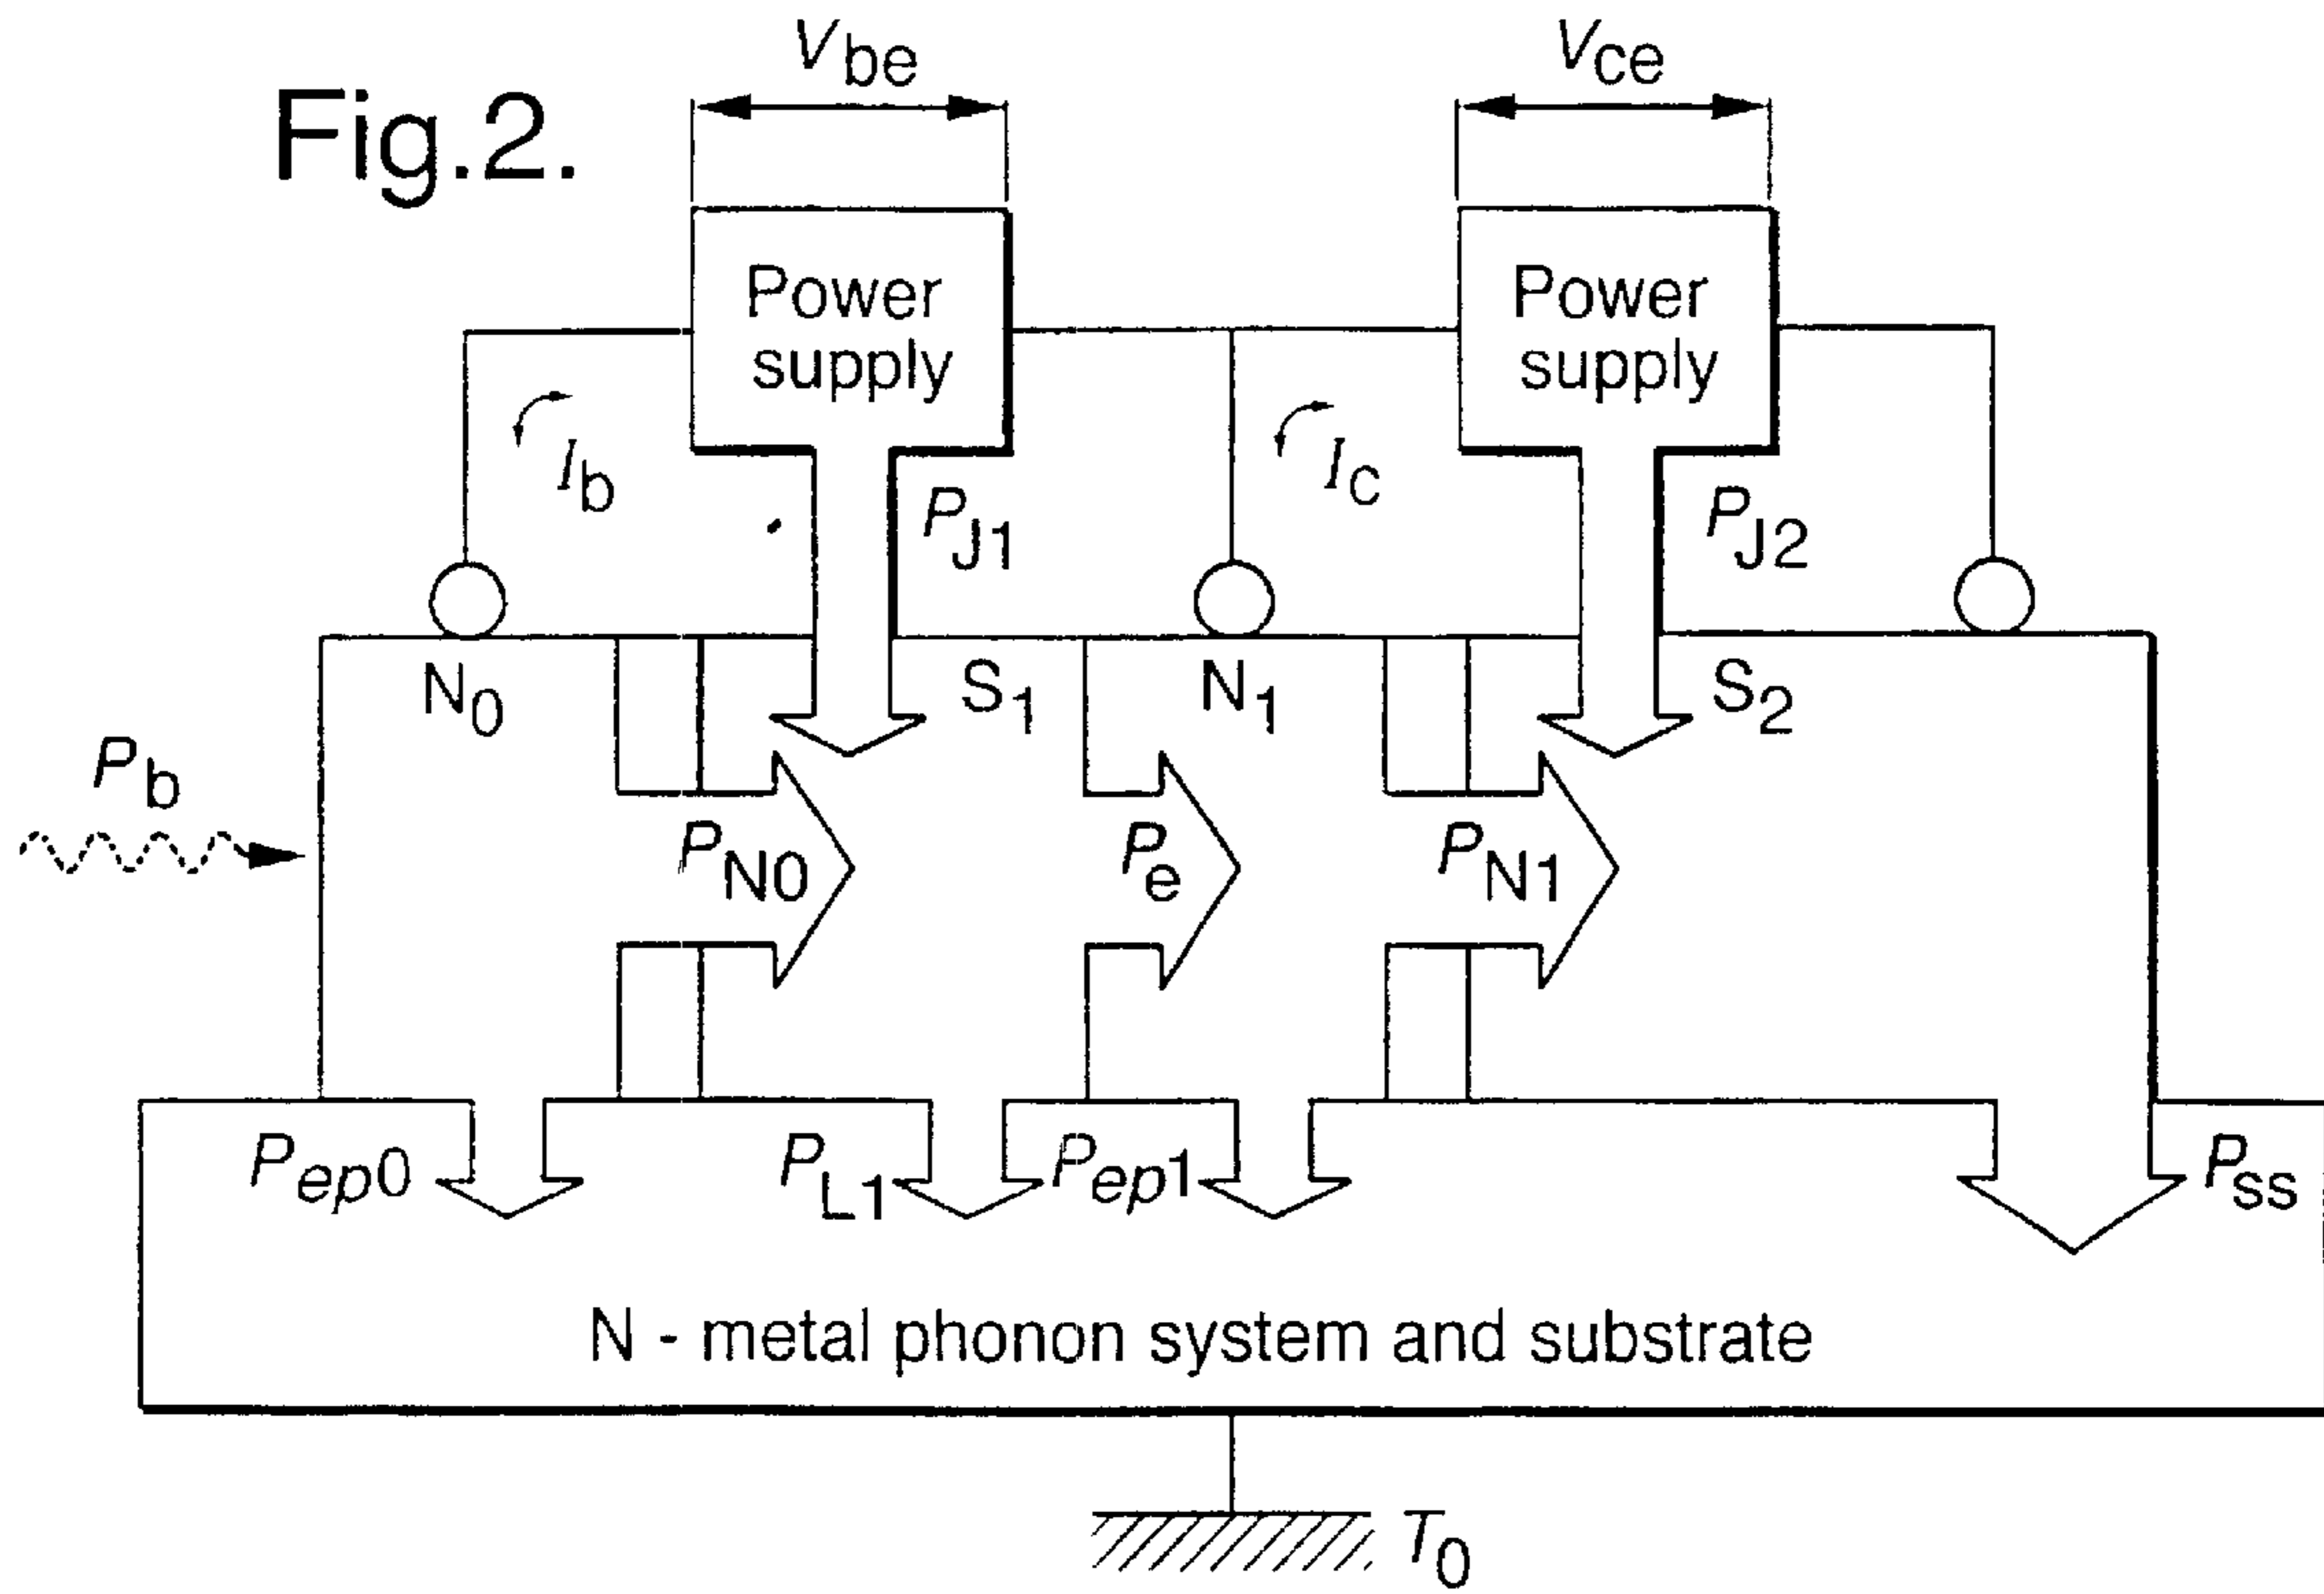 Fig.2.
Vbe
Vce
Power
supply
Power
supply
Ib
Ic
PJ1
PJ2
N0
S1
N1
S2
Pb
PN0
Pe
PN1
Pep0
PL1
Pep1
Pss
N - metal phonon system and substrate
T0